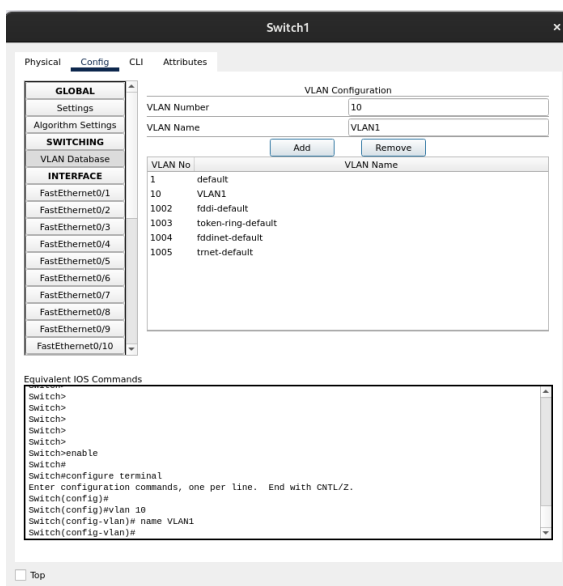 Switch1
×
Physical Config CLI Attributes
GLOBAL
Settings
Algorithm Settings
SWITCHING
VLAN Database
INTERFACE
FastEthernet0/1
FastEthernet0/2
FastEthernet0/3
FastEthernet0/4
FastEthernet0/5
FastEthernet0/6
FastEthernet0/7
FastEthernet0/8
FastEthernet0/9
FastEthernet0/10
VLAN Configuration
VLAN Number 10
VLAN Name VLAN1
Add Remove
VLAN No VLAN Name
1 default
10 VLAN1
1002 fddi-default
1003 token-ring-default
1004 fddinet-default
1005 trnet-default
Equivalent IOS Commands
Switch>
Switch>
Switch>
Switch>
Switch>
Switch>
Switch>enable
Switch#
Switch#configure terminal
Enter configuration commands, one per line.  End with CNTL/Z.
Switch(config)#
Switch(config)#vlan 10
Switch(config-vlan)# name VLAN1
Switch(config-vlan)#
Top